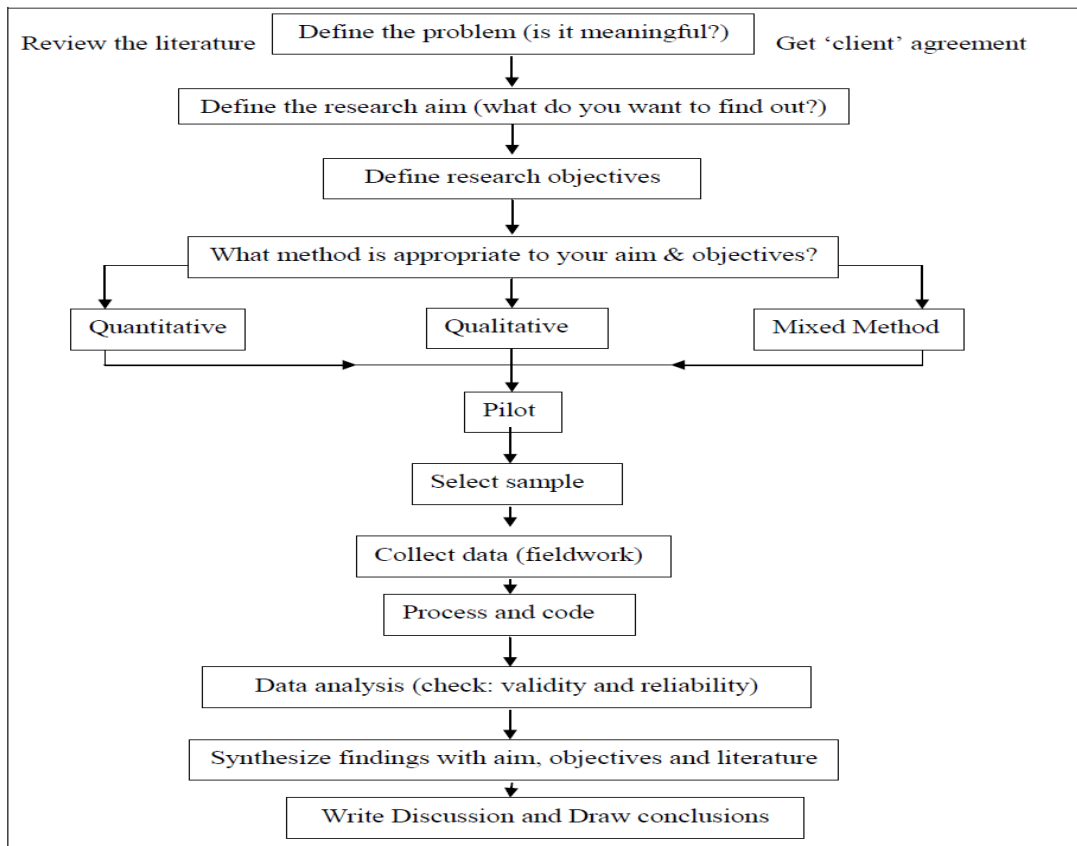 Review the literature
Define the problem (is it meaningful?)
Get ‘client’ agreement
Define the research aim (what do you want to find out?)
Define research objectives
What method is appropriate to your aim & objectives?
Quantitative
Qualitative
Mixed Method
Pilot
Select sample
Collect data (fieldwork)
Process and code
Data analysis (check: validity and reliability)
Synthesize findings with aim, objectives and literature
Write Discussion and Draw conclusions